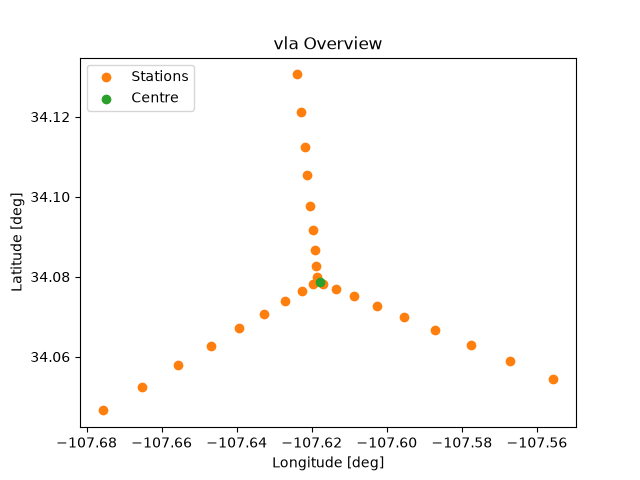 vla Overview
Stations
Centre
34.12
34.10
34.08
34.06
Latitude [deg]
−107.68 −107.66 −107.64 −107.62 −107.60 −107.58 −107.56
Longitude [deg]